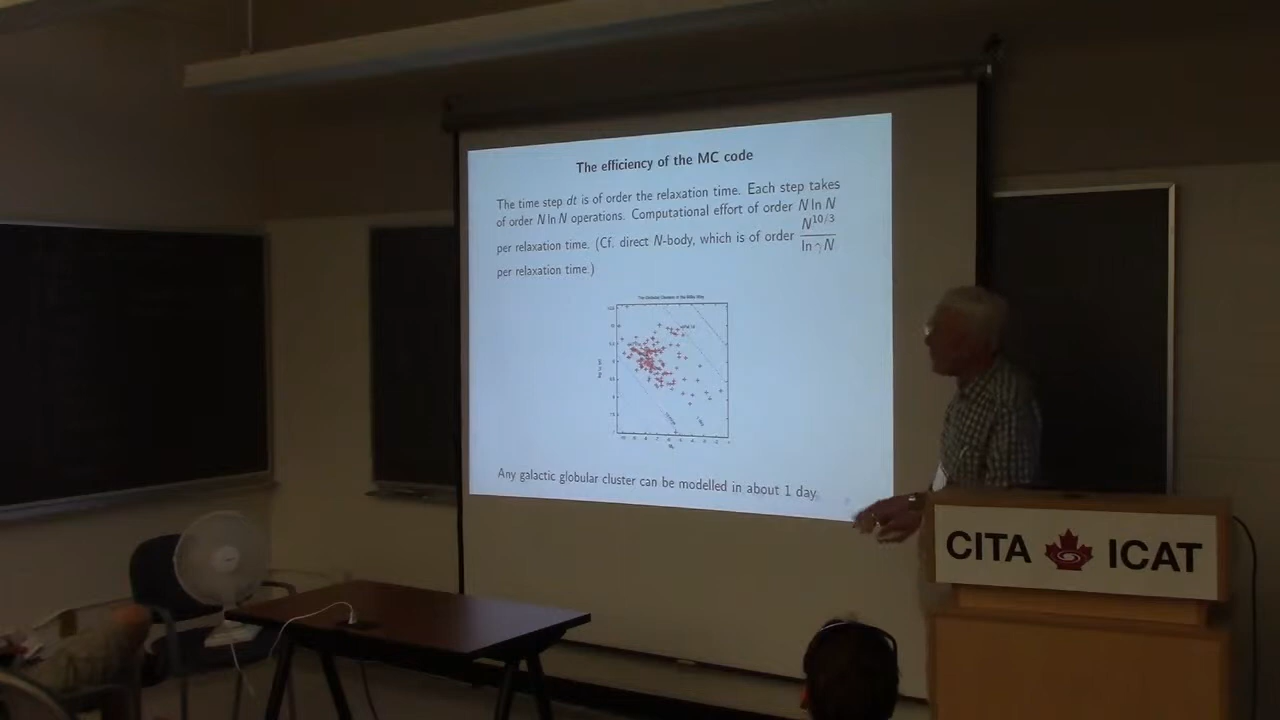 The efficiency of the MC code
The time step dt is of order the relaxation time. Each step takes
of order N ln N operations. Computational effort of order N ln N
per relaxation time. (Cf. direct N-body, which is of order N^{10/3} / ln γN
per relaxation time.)
The Globular Clusters of the Milky Way
Any galactic globular cluster can be modelled in about 1 day
CITA ICAT